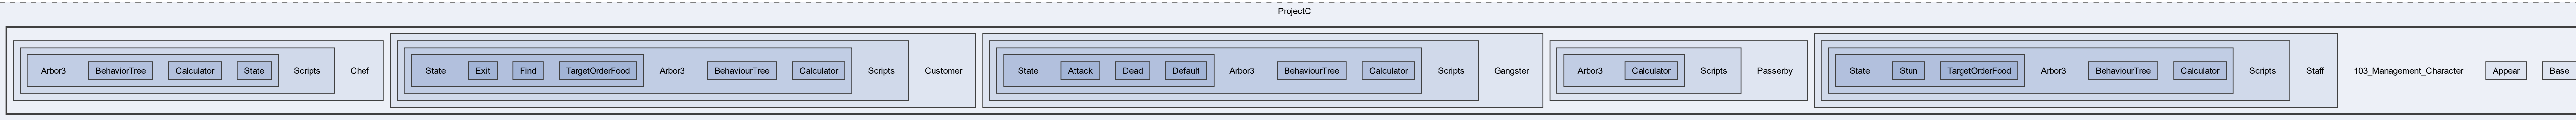 ProjectC
Arbor3 BehaviorTree Calculator State Scripts Chef
State Exit Find TargetOrderFood Arbor3 BehaviourTree Calculator Scripts Customer
State Attack Dead Default Arbor3 BehaviourTree Calculator Scripts Gangster
Arbor3 Calculator Scripts Passerby
State Stun TargetOrderFood Arbor3 BehaviourTree Calculator Scripts Staff
103_Management_Character Appear Base